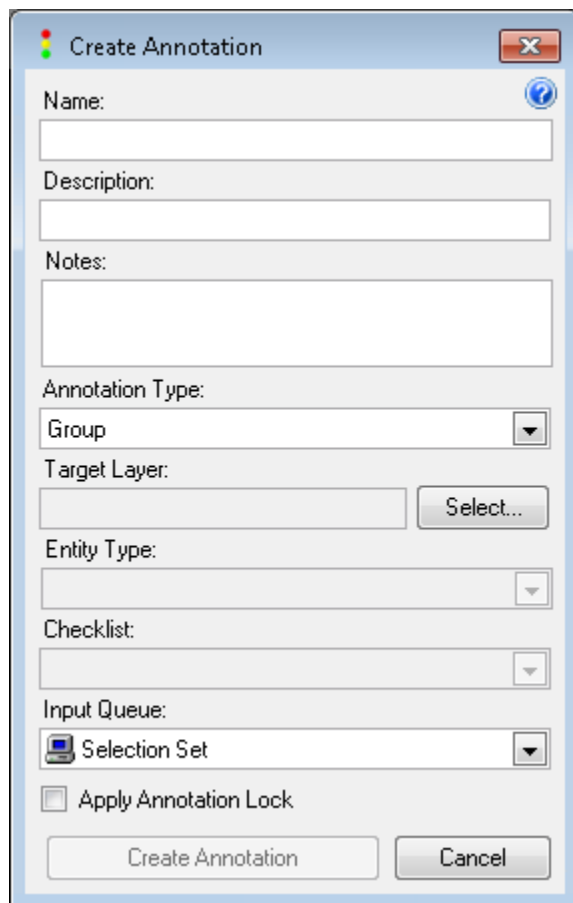 Create Annotation
Name:
Description:
Notes:
Annotation Type:
Group
Target Layer:
Select...
Entity Type:
Checklist:
Input Queue:
Selection Set
Apply Annotation Lock
Create Annotation Cancel